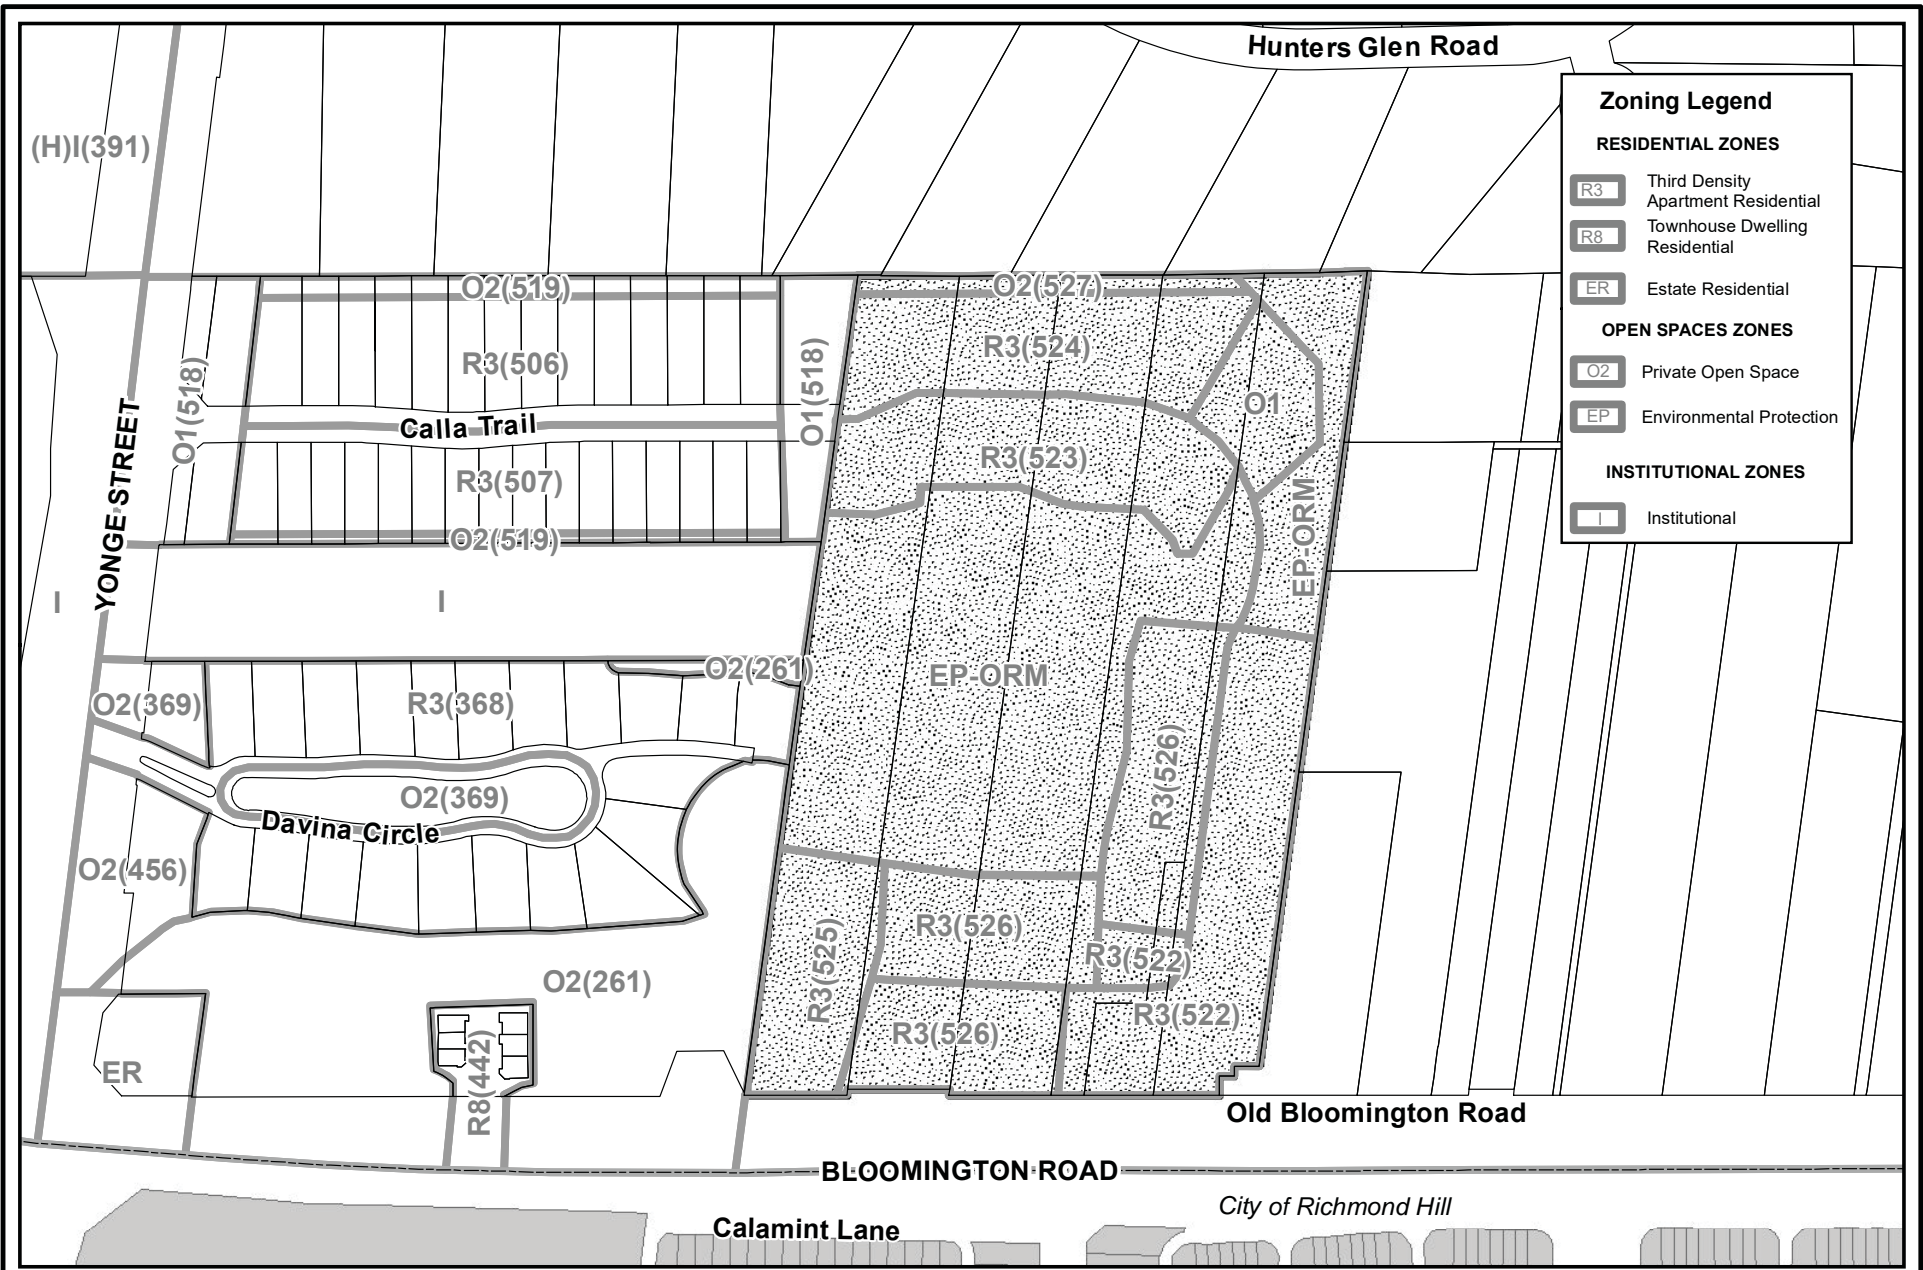 Hunters Glen Road
Zoning Legend
RESIDENTIAL ZONES
R3
Third Density
Apartment Residential
R8
Townhouse Dwelling
Residential
ER
Estate Residential
OPEN SPACES ZONES
O2
Private Open Space
EP
Environmental Protection
INSTITUTIONAL ZONES
I
Institutional
(H)I(391)
O2(519)
O2(527)
R3(506)
R3(524)
O1(518)
O1(518)
O1
Calla Trail
R3(507)
R3(523)
O2(519)
EP-ORM
YONGE STREET
I
I
O2(261)
EP-ORM
O2(369)
R3(368)
R3(526)
O2(369)
Davina Circle
O2(456)
R3(526)
R3(525)
R3(522)
O2(261)
R3(522)
R3(526)
ER
R8(442)
Old Bloomington Road
BLOOMINGTON ROAD
City of Richmond Hill
Calamint Lane